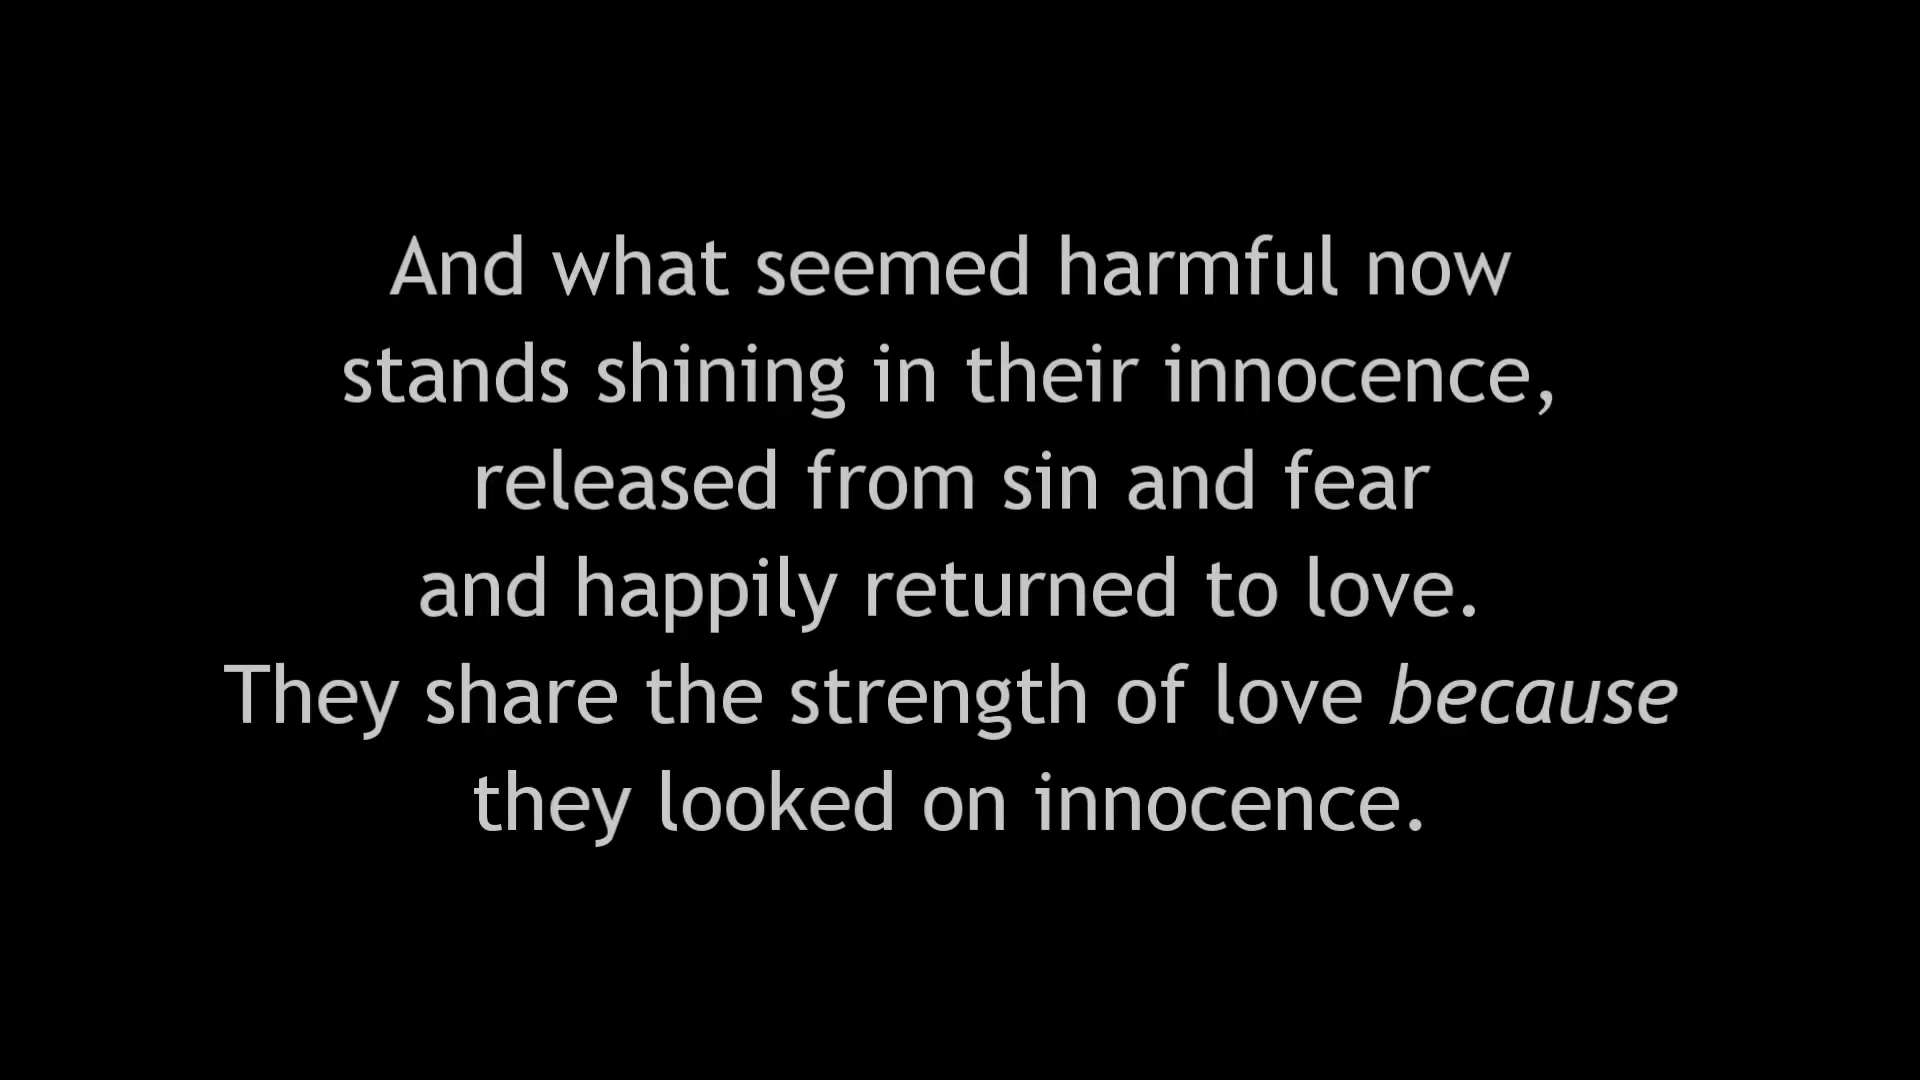 And what seemed harmful now
stands shining in their innocence,
released from sin and fear
and happily returned to love.
They share the strength of love because
they looked on innocence.